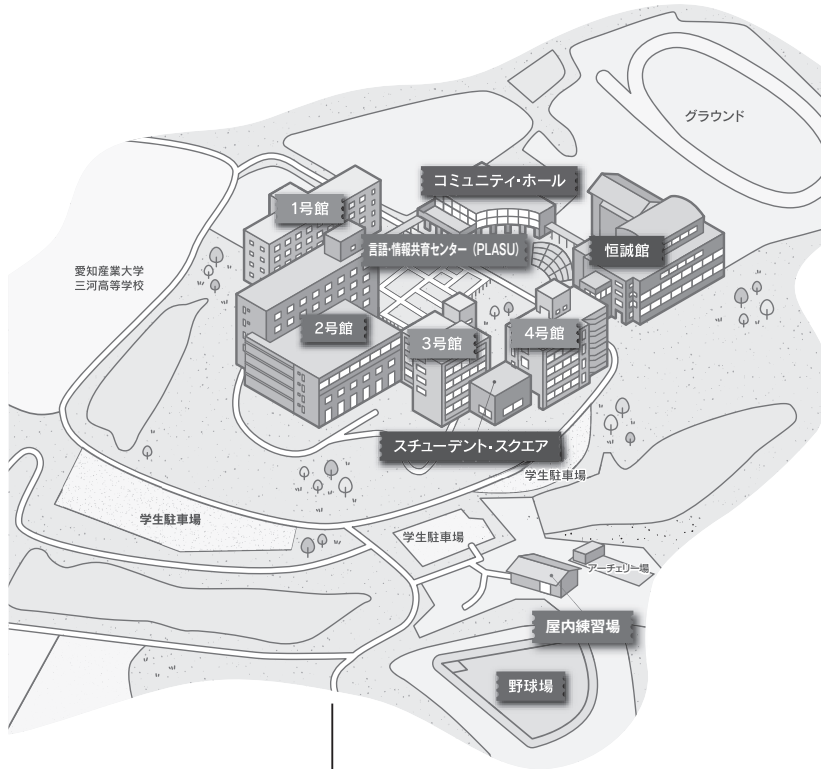 グラウンド
コミュニティ・ホール
1号館
言語・情報共育センター（PLASU）
恒誠館
愛知産業大学
三河高等学校
2号館
3号館
4号館
スチューデント・スクエア
学生駐車場
学生駐車場
学生駐車場
アーチェリー場
屋内練習場
野球場